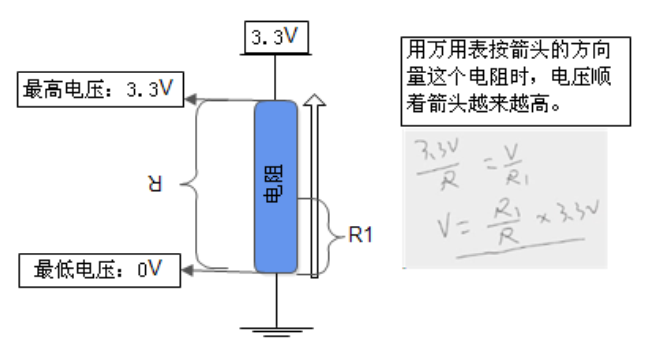 3.3V
最高电压：3.3V
用万用表按箭头的方向
量这个电阻时，电压顺
着箭头越来越高。
R
电阻
R1
最低电压：0V
3.3V/R = V/R1
V = R1/R × 3.3V